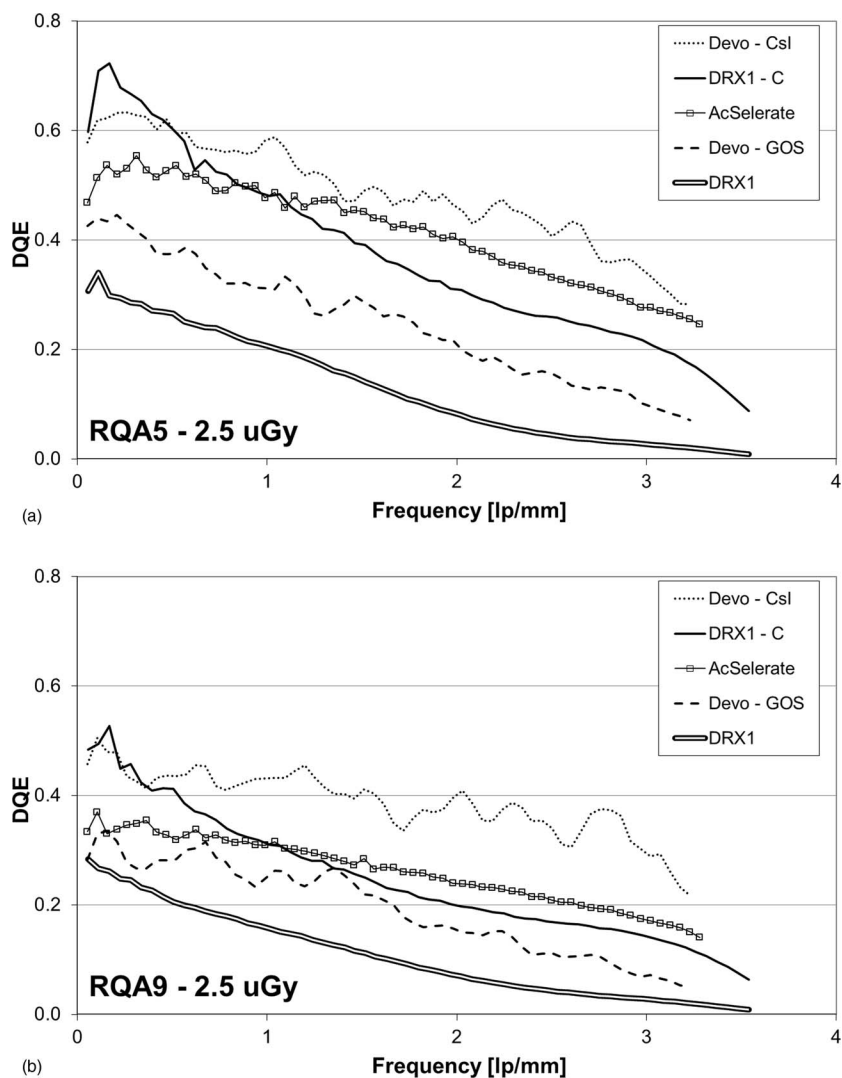 0.8
0.6
0.4
0.2
0.0
DQE
Devo - CsI
DRX1 - C
AcSelerate
Devo - GOS
DRX1
RQA5 - 2.5 uGy
0 1 2 3 4
Frequency [lp/mm]
(a)
0.8
0.6
0.4
0.2
0.0
DQE
Devo - CsI
DRX1 - C
AcSelerate
Devo - GOS
DRX1
RQA9 - 2.5 uGy
0 1 2 3 4
Frequency [lp/mm]
(b)